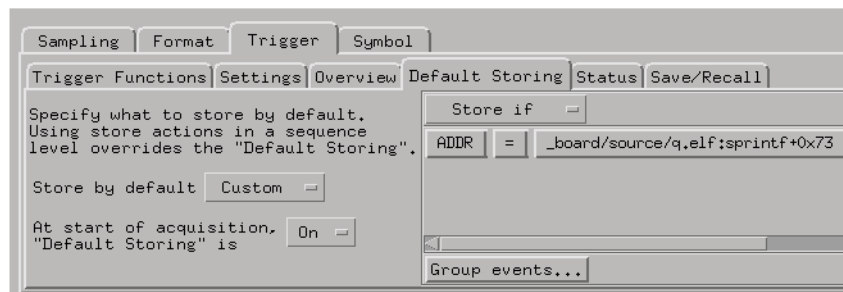 Sampling Format Trigger Symbol
Trigger Functions Settings Overview Default Storing Status Save/Recall
Specify what to store by default.
Using store actions in a sequence
level overrides the "Default Storing".
Store by default Custom
At start of acquisition,
"Default Storing" is On
Store if
ADDR = _board/source/q.elf:sprintf+0x73
Group events...